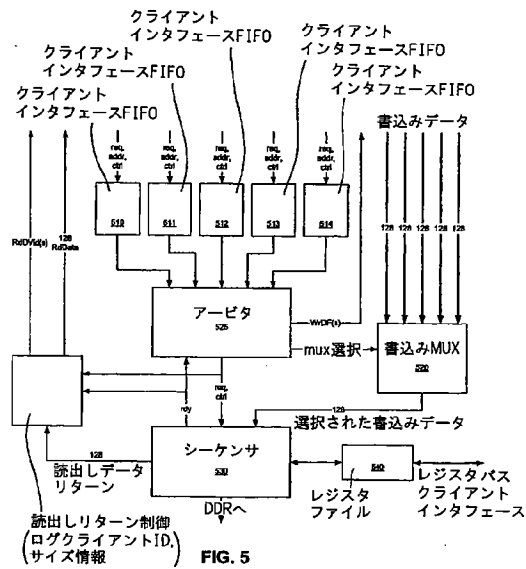 クライアント
インタフェースFIFO
クライアント
インタフェースFIFO
クライアント
インタフェースFIFO
クライアント
インタフェースFIFO
クライアント
インタフェースFIFO
書込みデータ
req,
addr,
ctrl
req,
addr,
ctrl
req,
addr,
ctrl
req,
addr,
ctrl
req,
addr,
ctrl
510
511
512
513
514
128
128
128
128
128
RdDVld(s)
128
RdData
アービタ
525
WrDF(s)
mux選択
書込みMUX
520
req,
ctrl
rdy
128
選択された書込みデータ
128
読出しデータ
リターン
シーケンサ
530
540
レジスタ
ファイル
レジスタバス
クライアント
インタフェース
DDRへ
読出しリターン制御
(ログクライアントID,
サイズ情報)
FIG. 5